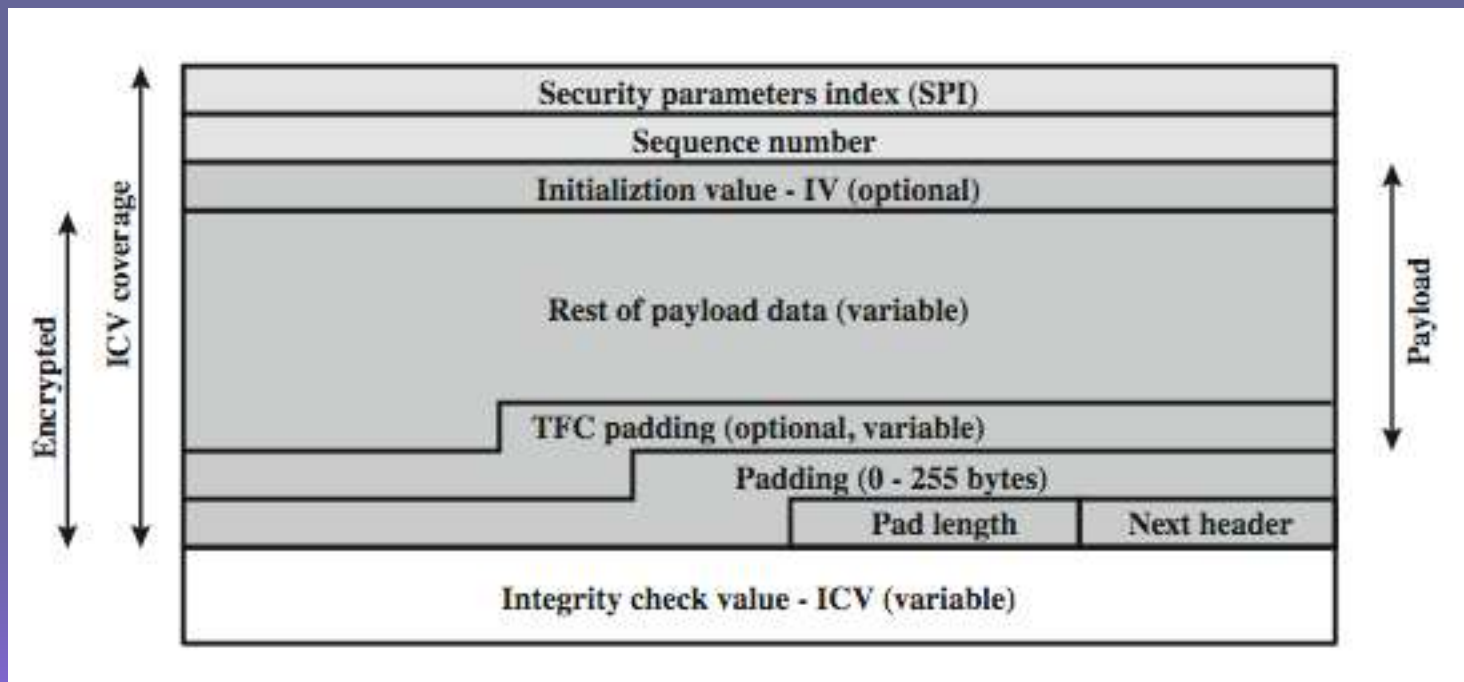 Security parameters index (SPI)
Sequence number
Initializtion value - IV (optional)
Rest of payload data (variable)
TFC padding (optional, variable)
Padding (0 - 255 bytes)
Pad length
Next header
Integrity check value - ICV (variable)
Encrypted
ICV coverage
Payload